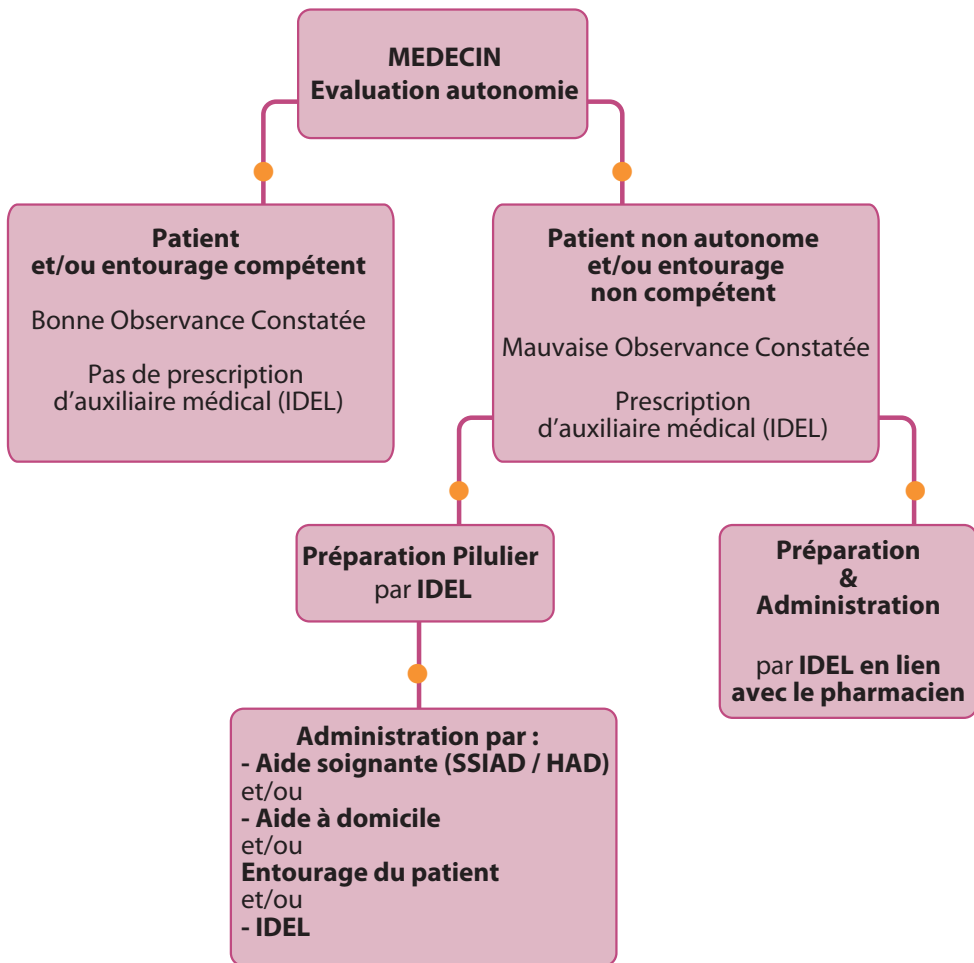 MEDECIN
Evaluation autonomie
Patient
et/ou entourage compétent
Bonne Observance Constatée
Pas de prescription
d’auxiliaire médical (IDEL)
Patient non autonome
et/ou entourage
non compétent
Mauvaise Observance Constatée
Prescription
d’auxiliaire médical (IDEL)
Préparation Pilulier
par IDEL
Préparation
&
Administration
par IDEL en lien
avec le pharmacien
Administration par :
- Aide soignante (SSIAD / HAD)
et/ou
- Aide à domicile
et/ou
Entourage du patient
et/ou
- IDEL